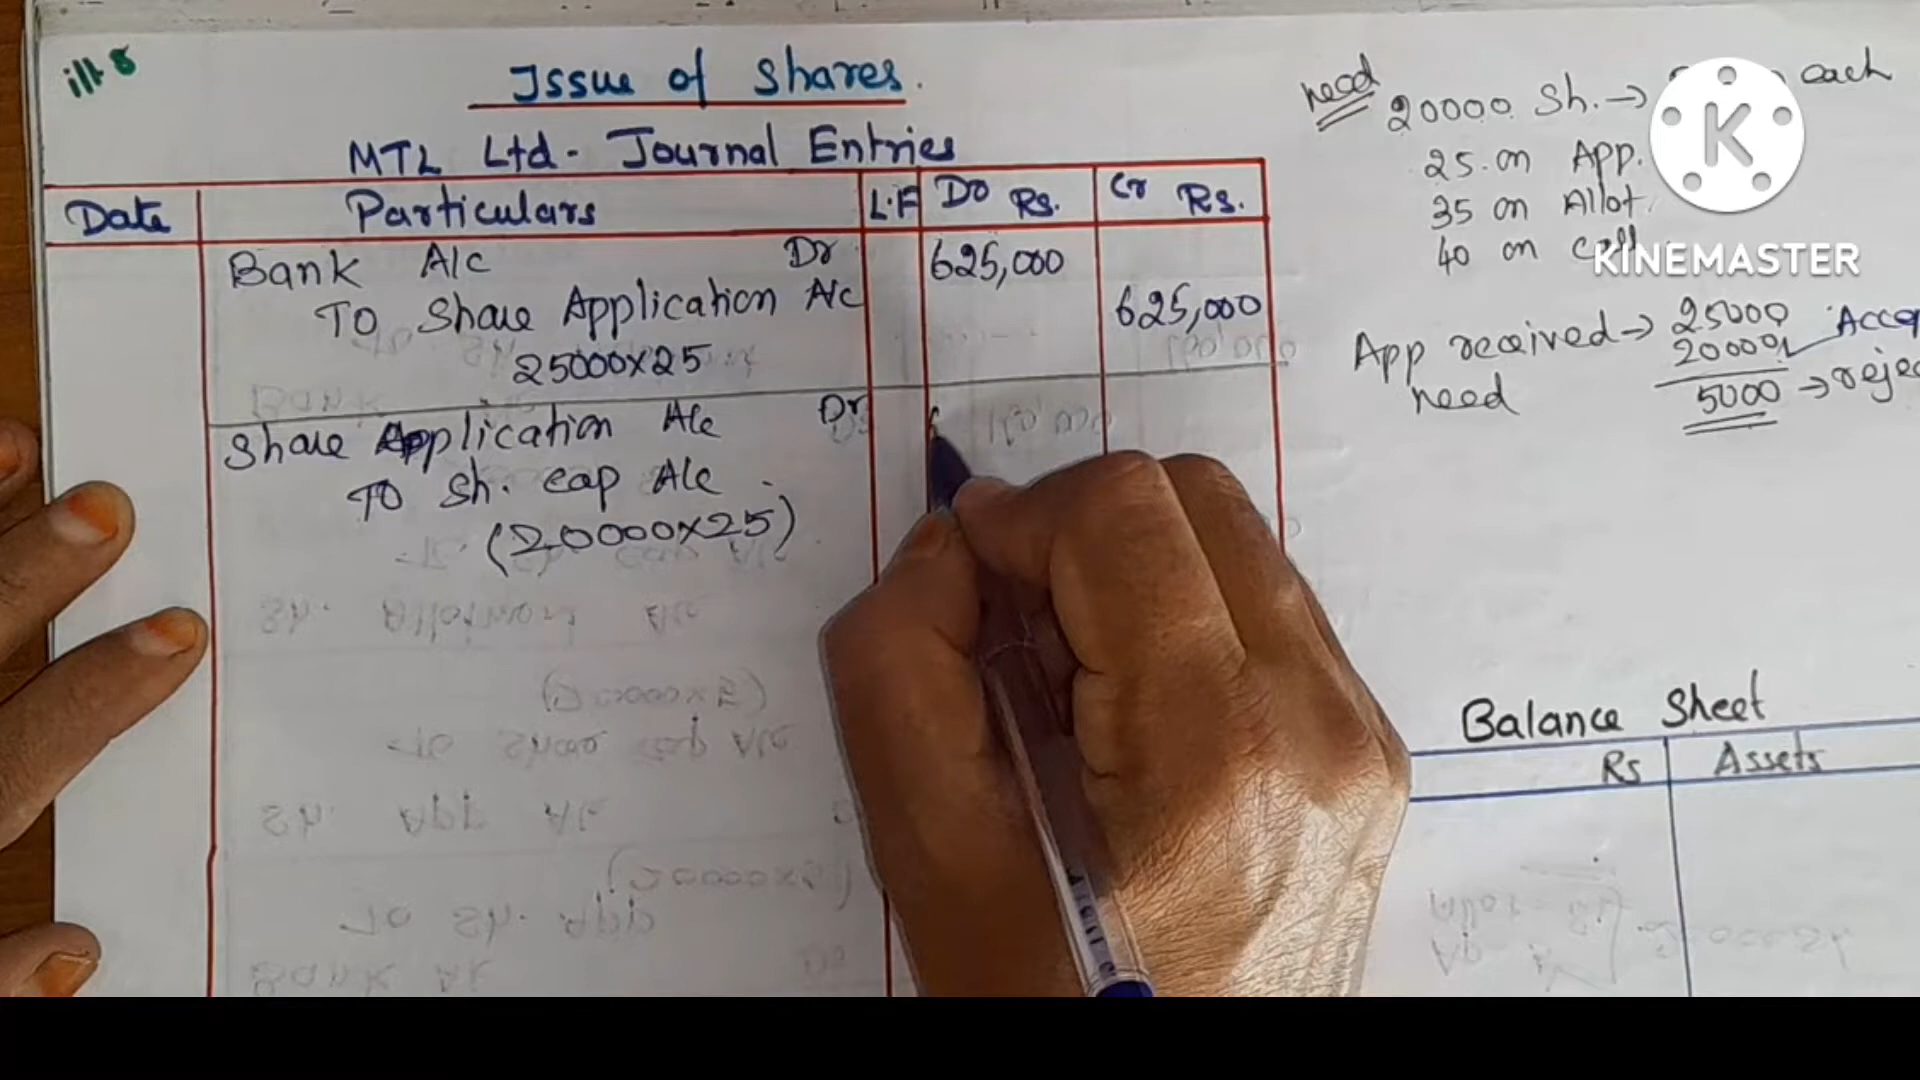 ill 8
Issue of Shares.
MTL Ltd - Journal Entries
Date Particulars L.F Dr Rs. Cr Rs.
Bank A/c Dr 625,000
To Share Application A/c 625,000
25000x25
Share Application A/c Dr
To Sh. cap A/c
(20000x25)
need 20000 Sh. → each
25 on App.
35 on Allot.
40 on Call
K
KINEMASTER
App received → 25000
need 20000 Accep
5000 → rejec
Balance Sheet
Rs Assets